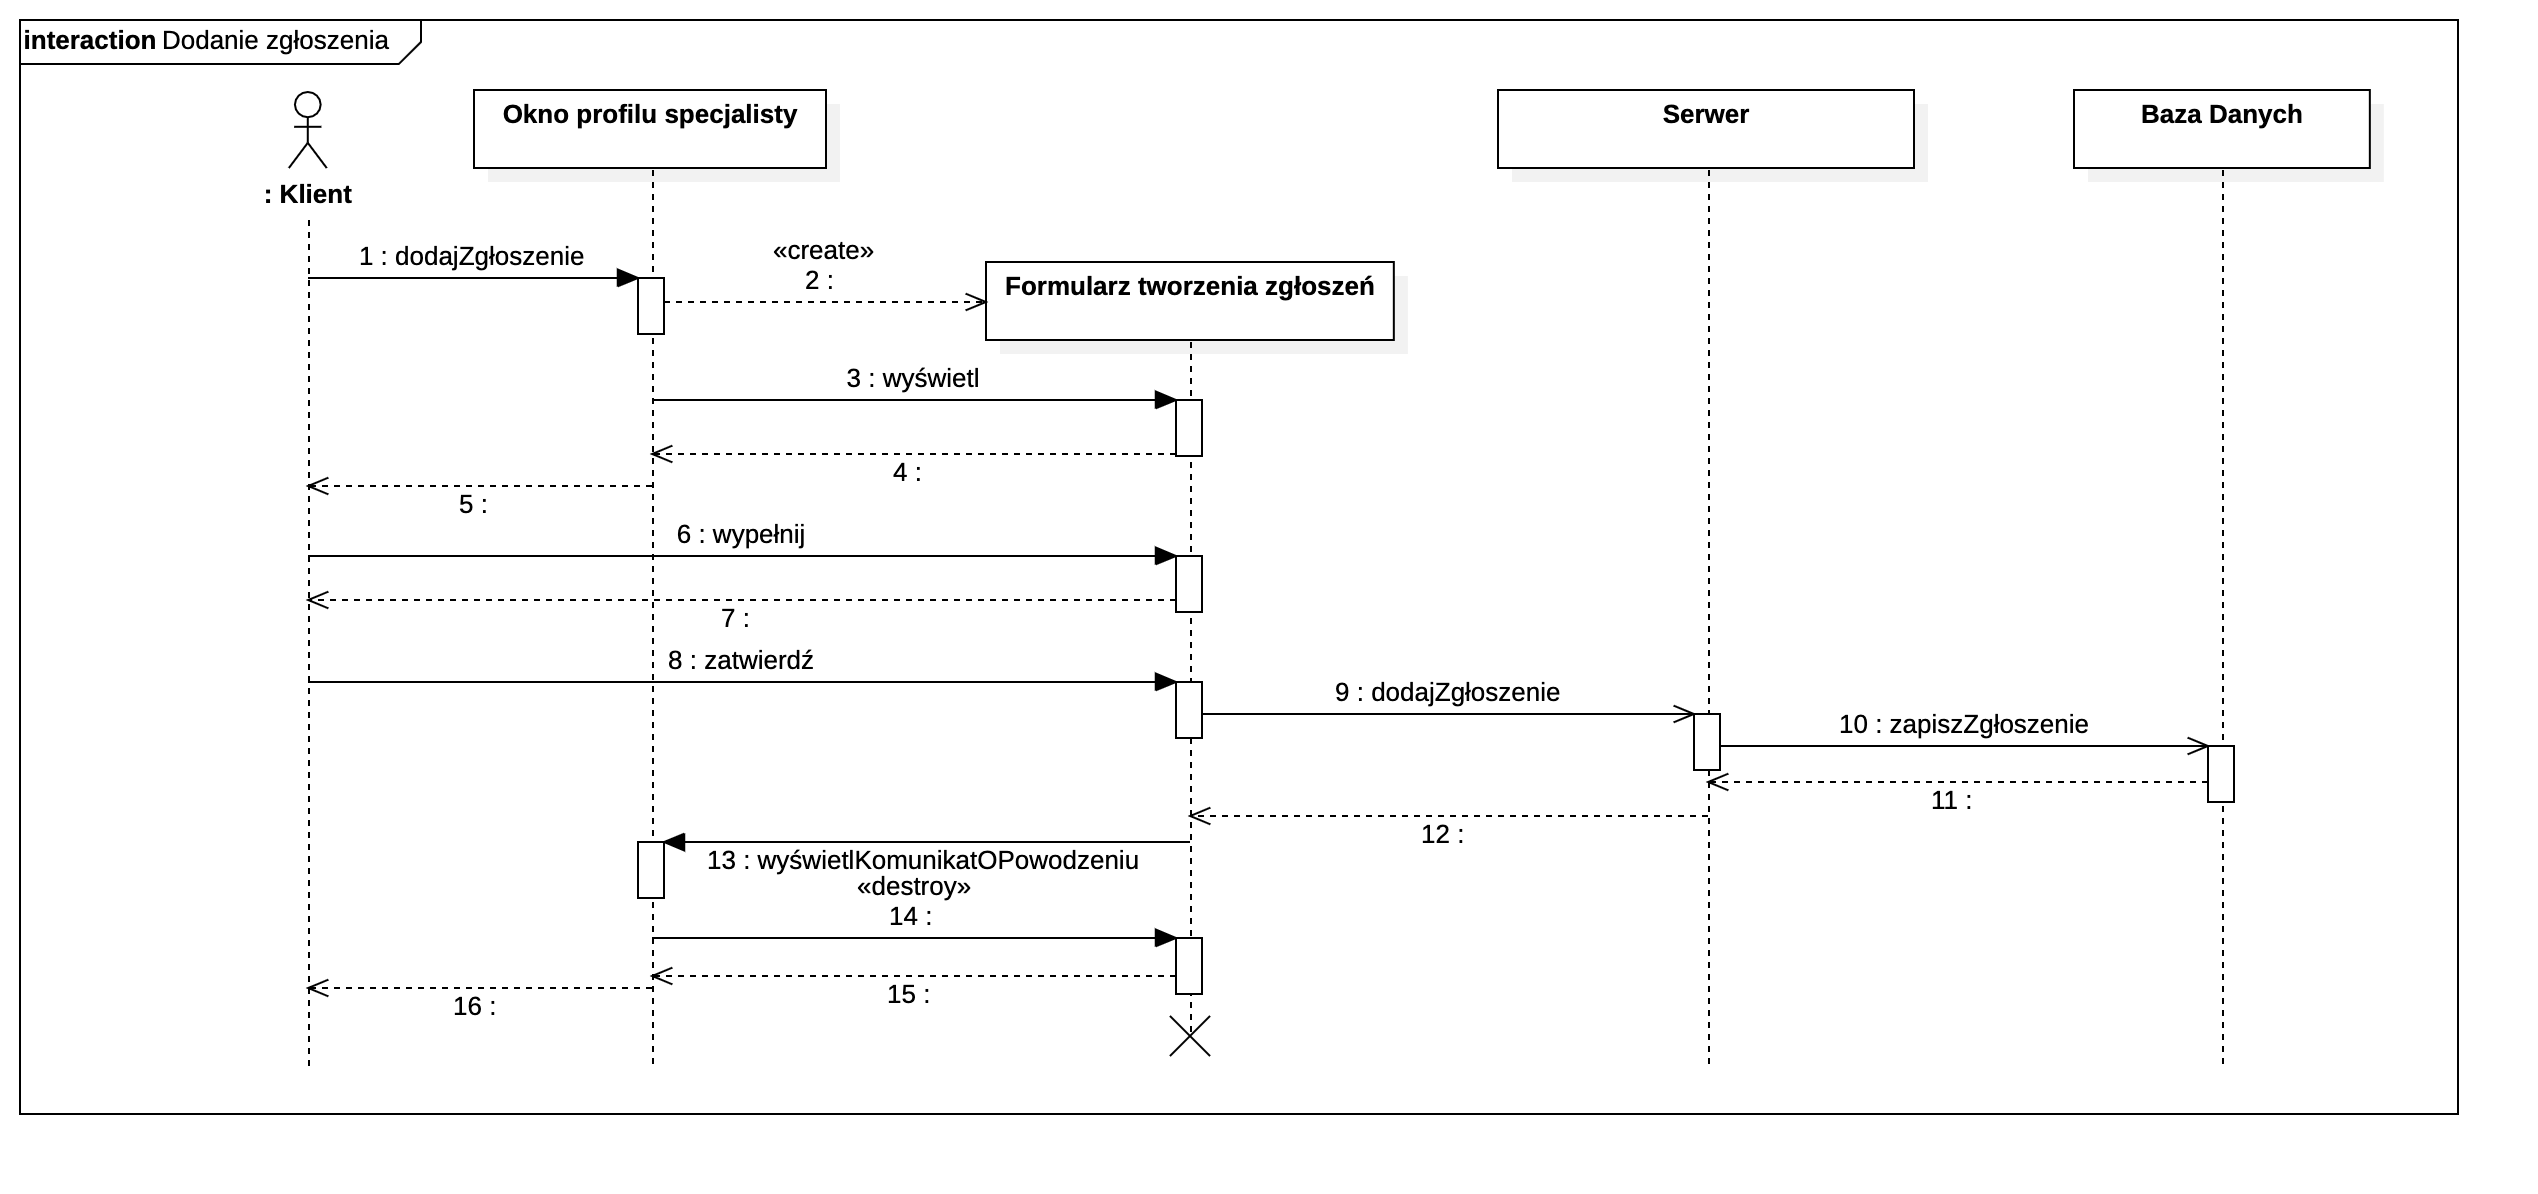 interaction Dodanie zgłoszenia
Okno profilu specjalisty
Serwer
Baza Danych
: Klient
1 : dodajZgłoszenie
«create»
2 :
Formularz tworzenia zgłoszeń
3 : wyświetl
4 :
5 :
6 : wypełnij
7 :
8 : zatwierdź
9 : dodajZgłoszenie
10 : zapiszZgłoszenie
11 :
12 :
13 : wyświetlKomunikatOPowodzeniu
«destroy»
14 :
15 :
16 :